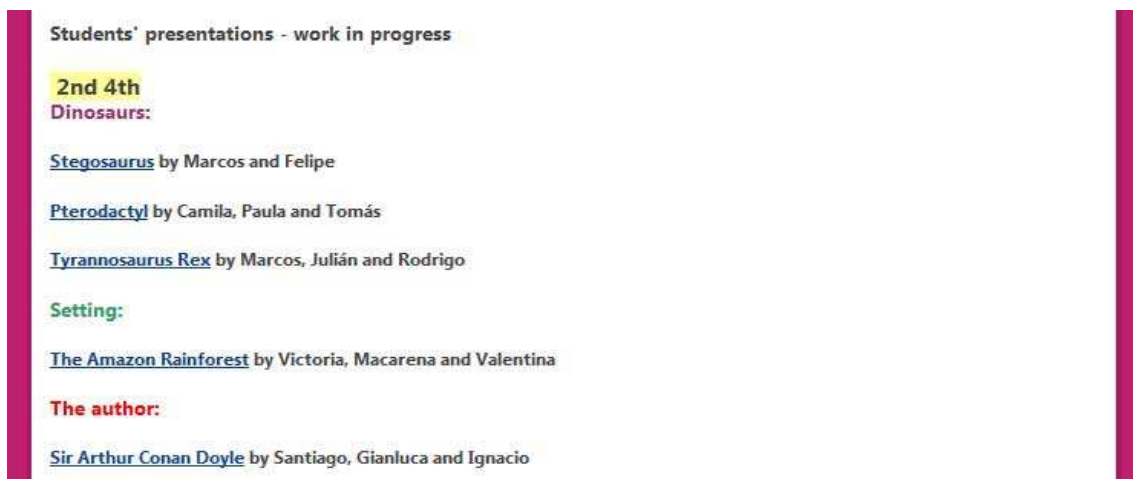 Students' presentations - work in progress
2nd 4th
Dinosaurs:
Stegosaurus by Marcos and Felipe
Pterodactyl by Camila, Paula and Tomás
Tyrannosaurus Rex by Marcos, Julián and Rodrigo
Setting:
The Amazon Rainforest by Victoria, Macarena and Valentina
The author:
Sir Arthur Conan Doyle by Santiago, Gianluca and Ignacio